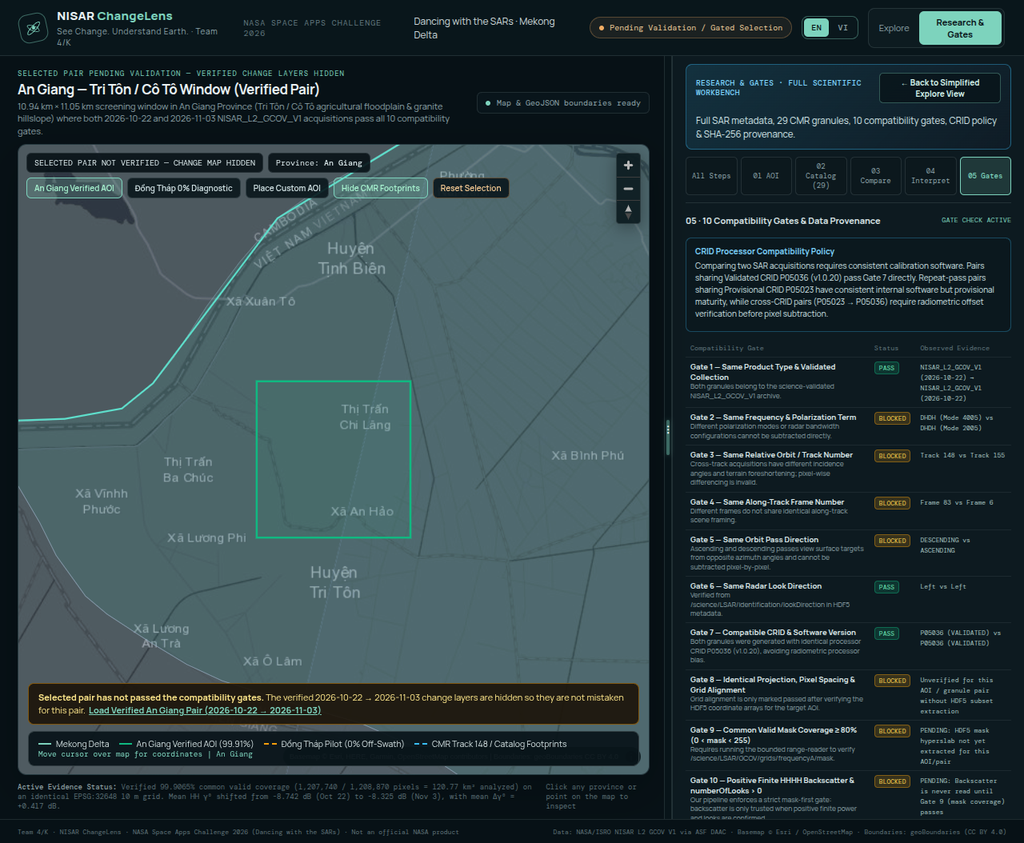 NISAR ChangeLens
See Change. Understand Earth. · Team
4/K
NASA SPACE APPS CHALLENGE
2026
Dancing with the SARs · Mekong
Delta
Pending Validation / Gated Selection
EN VI
Explore
Research &
Gates
SELECTED PAIR PENDING VALIDATION — VERIFIED CHANGE LAYERS HIDDEN
An Giang — Tri Tôn / Cô Tô Window (Verified Pair)
10.94 km × 11.05 km screening window in An Giang Province (Tri Tôn / Cô Tô agricultural floodplain & granite
hillslope) where both 2026-10-22 and 2026-11-03 NISAR_L2_GCOV_V1 acquisitions pass all 10 compatibility
gates.
Map & GeoJSON boundaries ready
SELECTED PAIR NOT VERIFIED — CHANGE MAP HIDDEN
Province: An Giang
An Giang Verified AOI
Đồng Tháp 0% Diagnostic
Place Custom AOI
Hide CMR Footprints
Reset Selection
Phường
CAMBODIA
VIỆT NAM VIETNAM
Huyện
Tịnh Biên
Xã Xuân Tô
Thị Trấn
Chi Lăng
Thị Trấn
Ba Chúc
Xã Bình Phú
Xã Vĩnhh
Phước
Xã An Hảo
Xã Lương Phi
Huyện
Tri Tôn
Xã Lương
An Trà
Xã Ô Lâm
Selected pair has not passed the compatibility gates. The verified 2026-10-22 → 2026-11-03 change layers are hidden so they are not mistaken
for this pair. Load Verified An Giang Pair (2026-10-22 → 2026-11-03)
Mekong Delta
An Giang Verified AOI (99.91%)
Đồng Tháp Pilot (0% Off-Swath)
CMR Track 148 / Catalog Footprints
Move cursor over map for coordinates | An Giang
Active Evidence Status: Verified 99.9065% common valid coverage (1,207,740 / 1,208,870 pixels = 120.77 km² analyzed) on
an identical EPSG:32648 10 m grid. Mean HH γ° shifted from -8.742 dB (Oct 22) to -8.325 dB (Nov 3), with mean Δγ° =
+0.417 dB.
Click any province or
point on the map to
inspect
RESEARCH & GATES · FULL SCIENTIFIC
WORKBENCH
← Back to Simplified
Explore View
Full SAR metadata, 29 CMR granules, 10 compatibility gates, CRID policy
& SHA-256 provenance.
All Steps
01 AOI
02
Catalog
(29)
03
Compare
04
Interpret
05 Gates
05 · 10 Compatibility Gates & Data Provenance
GATE CHECK ACTIVE
CRID Processor Compatibility Policy
Comparing two SAR acquisitions requires consistent calibration software. Pairs
sharing Validated CRID P05036 (v1.0.20) pass Gate 7 directly. Repeat-pass pairs
sharing Provisional CRID P05023 have consistent internal software but provisional
maturity, while cross-CRID pairs (P05023 → P05036) require radiometric offset
verification before pixel subtraction.
Compatibility Gate Status Observed Evidence
Gate 1 — Same Product Type & Validated
Collection
Both granules belong to the science-validated
NISAR_L2_GCOV_V1 archive.
PASS
NISAR_L2_GCOV_V1
(2026-10-22) →
NISAR_L2_GCOV_V1
(2026-10-22)
Gate 2 — Same Frequency & Polarization Term
Different polarization modes or radar bandwidth
configurations cannot be subtracted directly.
BLOCKED
DHDH (Mode 4005) vs
DHDH (Mode 2005)
Gate 3 — Same Relative Orbit / Track Number
Cross-track acquisitions have different incidence
angles and terrain foreshortening; pixel-wise
differencing is invalid.
BLOCKED
Track 148 vs Track 155
Gate 4 — Same Along-Track Frame Number
Different frames do not share identical along-track
scene framing.
BLOCKED
Frame 83 vs Frame 6
Gate 5 — Same Orbit Pass Direction
Ascending and descending passes view surface targets
from opposite azimuth angles and cannot be
subtracted pixel-by-pixel.
BLOCKED
DESCENDING vs
ASCENDING
Gate 6 — Same Radar Look Direction
Verified from
/science/LSAR/identification/lookDirection in HDF5
metadata.
PASS
Left vs Left
Gate 7 — Compatible CRID & Software Version
Both granules were generated with identical processor
CRID P05036 (v1.0.20), avoiding radiometric processor
bias.
PASS
P05036 (VALIDATED) vs
P05036 (VALIDATED)
Gate 8 — Identical Projection, Pixel Spacing &
Grid Alignment
Grid alignment is only marked passed after verifying the
HDF5 coordinate arrays for the target AOI.
BLOCKED
Unverified for this
AOI / granule pair
without HDF5 subset
extraction
Gate 9 — Common Valid Mask Coverage ≥ 80%
(0 < mask < 255)
Requires running the bounded range-reader to verify
/science/LSAR/GCOV/grids/frequencyA/mask.
BLOCKED
PENDING: HDF5 mask
hyperslab not yet
extracted for this
AOI/pair
Gate 10 — Positive Finite HHHH Backscatter &
numberOfLooks > 0
Our pipeline enforces a strict mask-first gate:
backscatter is only trusted when positive finite power
and looks are confirmed.
BLOCKED
PENDING: Backscatter
is never read until
Gate 9 (mask coverage)
passes
Team 4/K · NISAR ChangeLens · NASA Space Apps Challenge 2026 (Dancing with the SARs) · Not an official NASA product
Data: NASA/ISRO NISAR L2 GCOV V1 via ASF DAAC · Basemap © Esri / OpenStreetMap · Boundaries: geoBoundaries (CC BY 4.0)